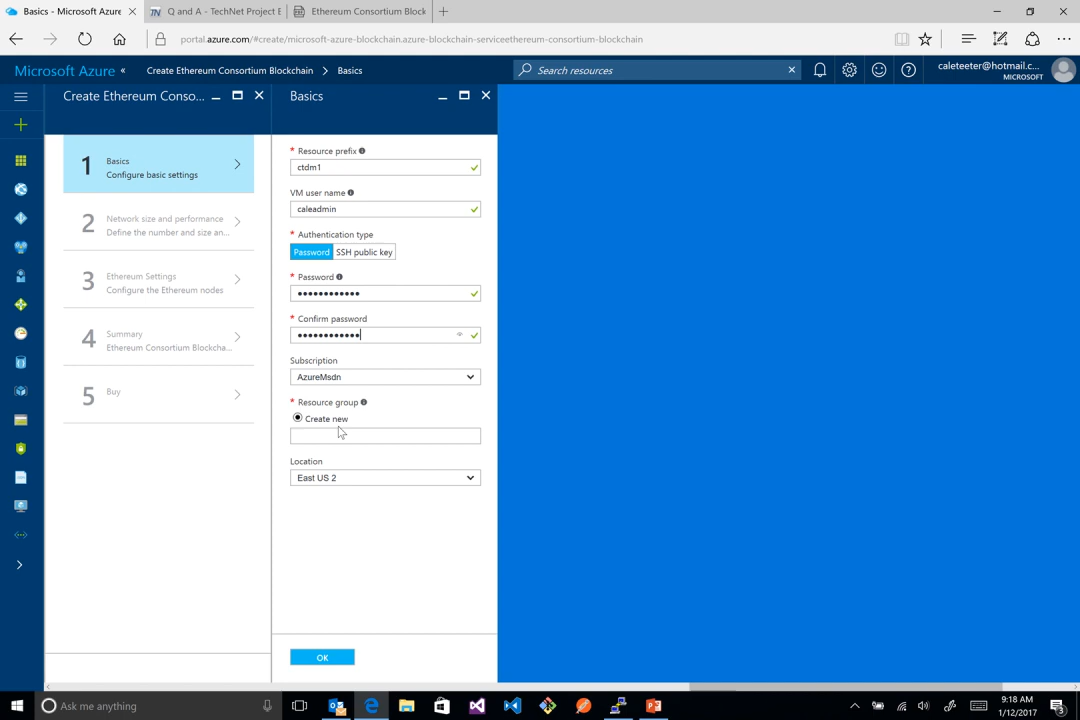 Basics - Microsoft Azure
TN Q and A - TechNet Project E
Ethereum Consortium Block
portal.azure.com/#create/microsoft-azure-blockchain.azure-blockchain-serviceethereum-consortium-blockchain
Microsoft Azure «
Create Ethereum Consortium Blockchain > Basics
Search resources
caleteeter@hotmail.c...
MICROSOFT
Create Ethereum Conso...
Basics
1
Basics
Configure basic settings
2
Network size and performance
Define the number and size an...
3
Ethereum Settings
Configure the Ethereum nodes
4
Summary
Ethereum Consortium Blockcha...
5
Buy
* Resource prefix
ctdm1
VM user name
caleadmin
* Authentication type
Password SSH public key
* Password
* Confirm password
Subscription
AzureMsdn
* Resource group
Create new
Location
East US 2
OK
Ask me anything
9:18 AM
1/12/2017
3